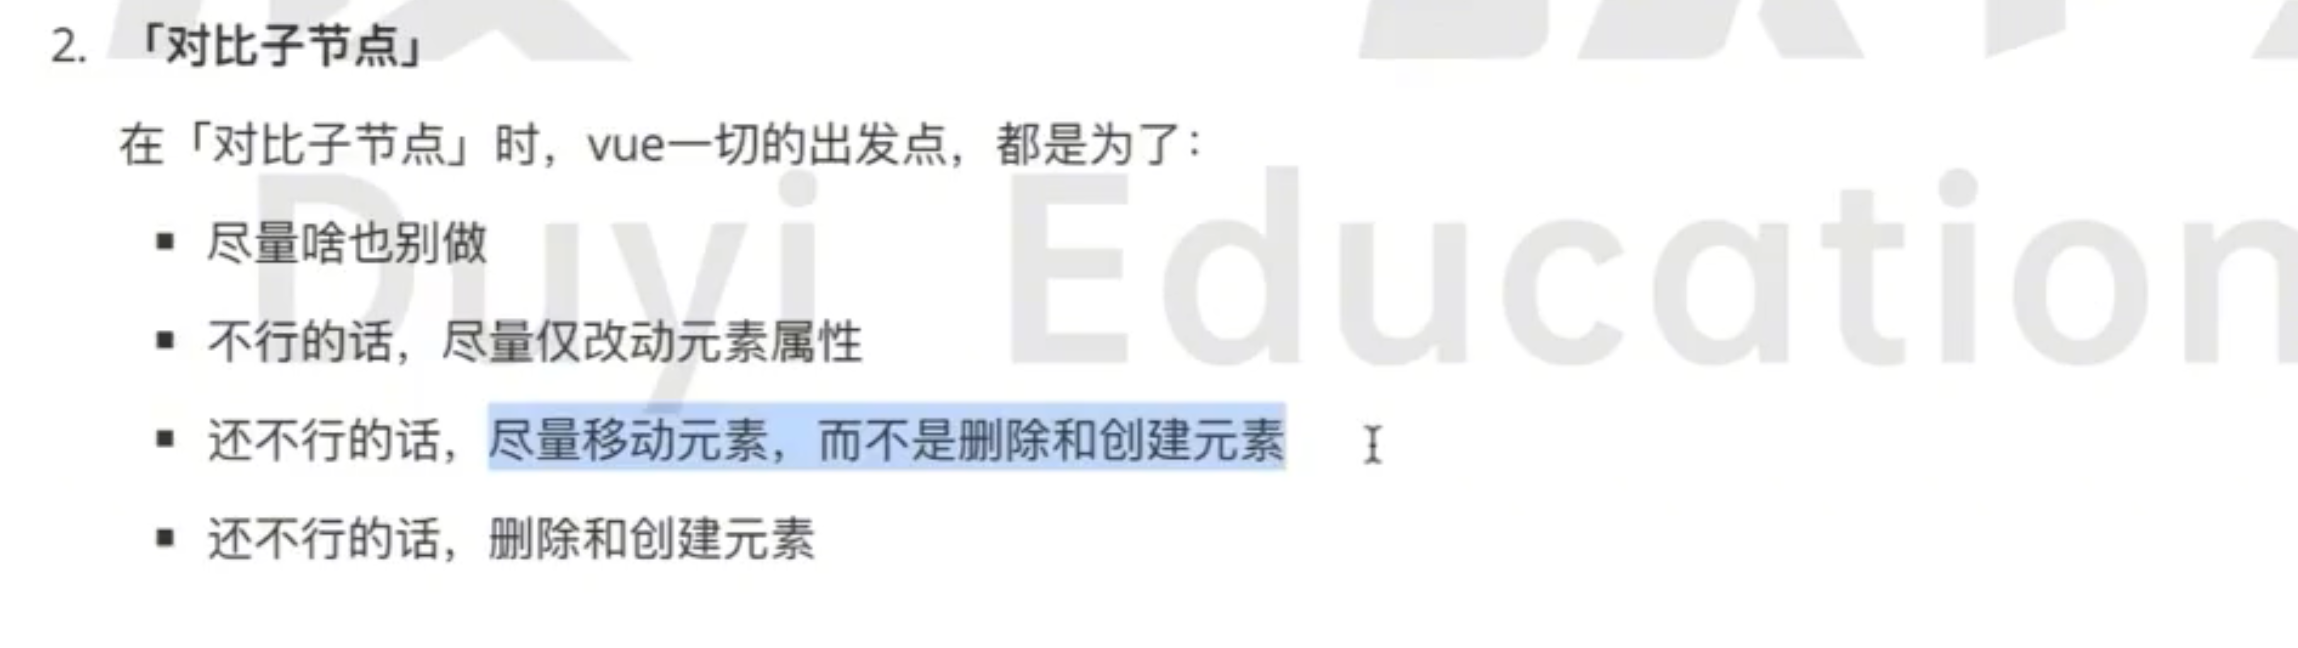 2. 「对比子节点」
在「对比子节点」时，vue一切的出发点，都是为了：
▪ 尽量啥也别做
▪ 不行的话，尽量仅改动元素属性
▪ 还不行的话，尽量移动元素，而不是删除和创建元素
▪ 还不行的话，删除和创建元素
Duyi Education